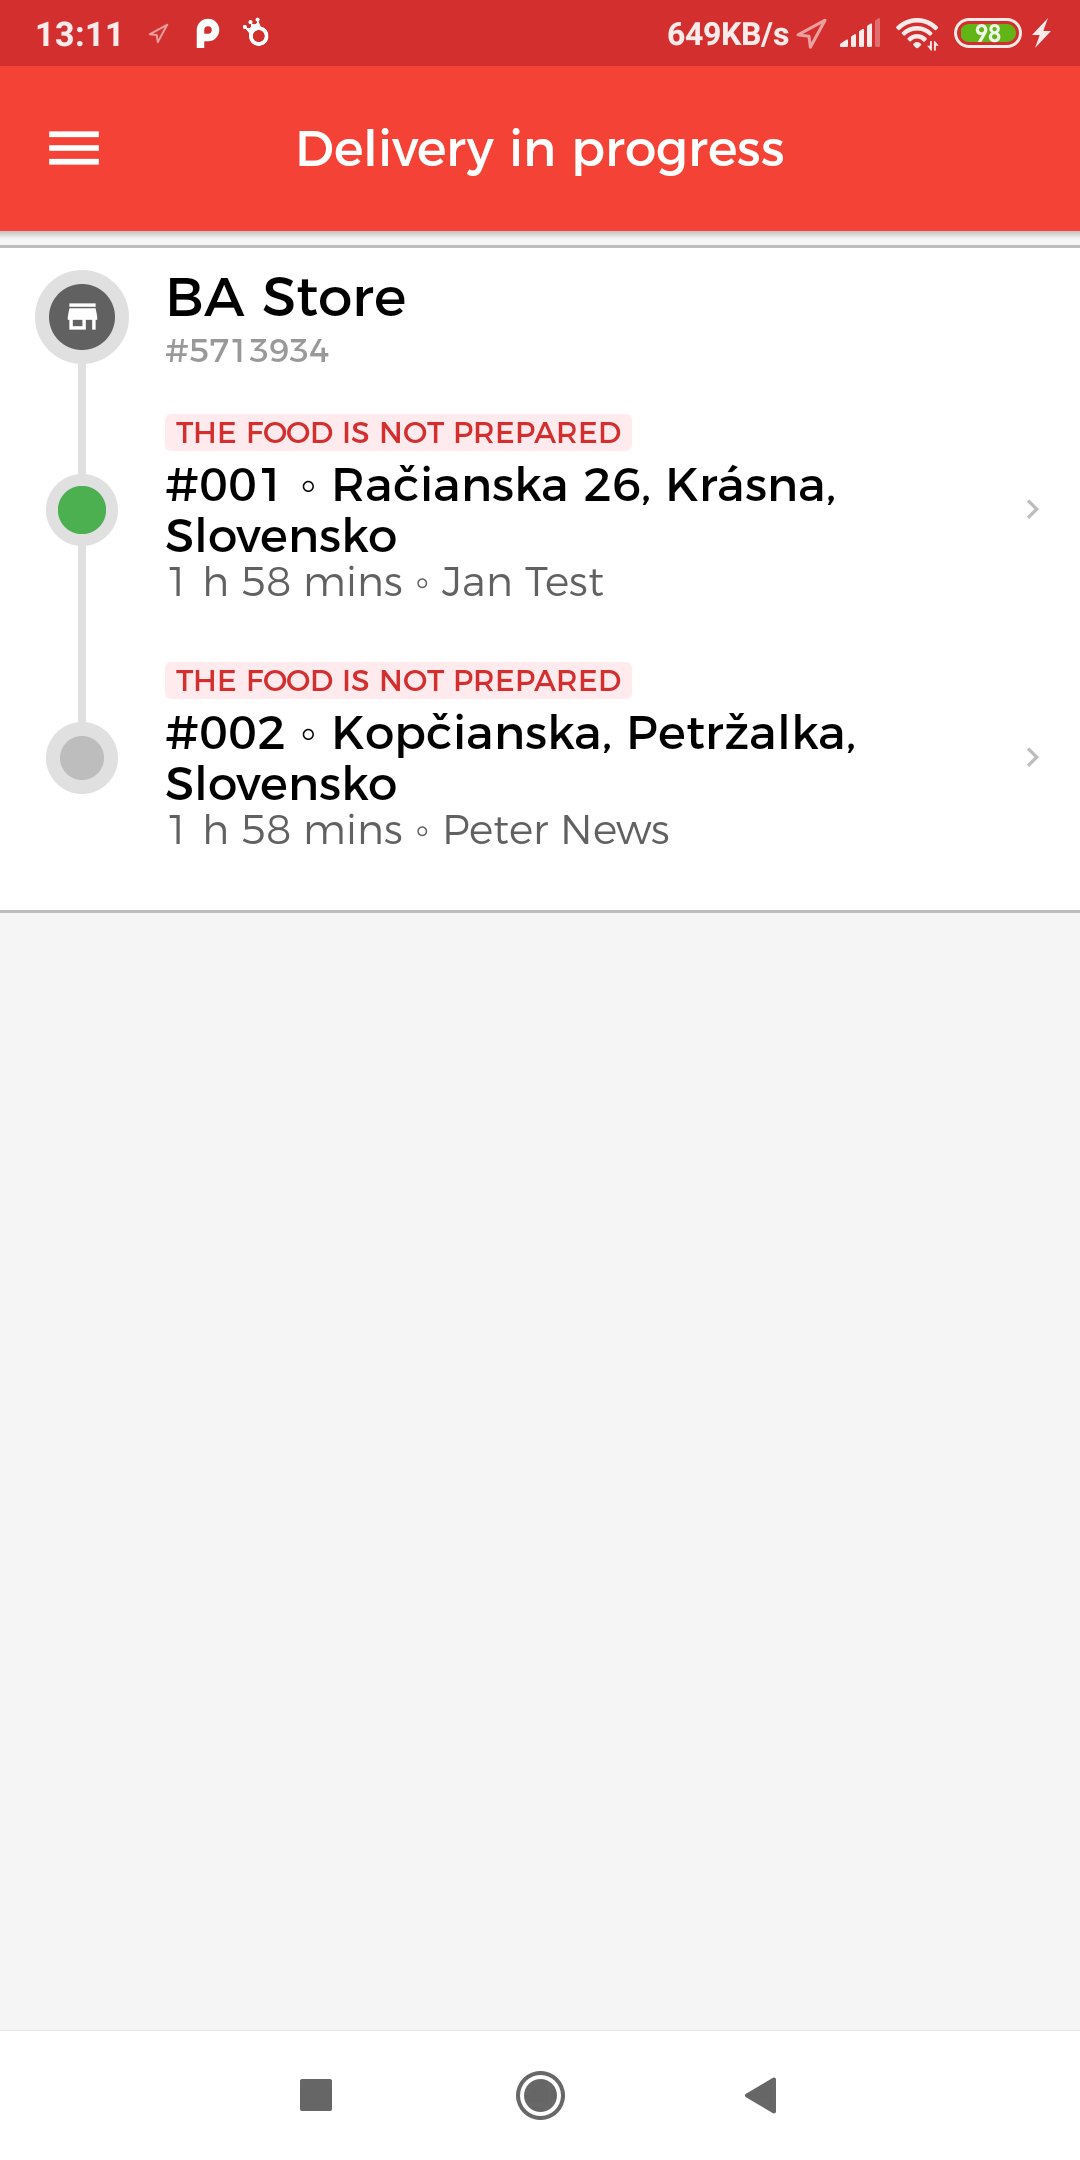 13:11
649KB/s
98
Delivery in progress
BA Store
#5713934
THE FOOD IS NOT PREPARED
#001 ◦ Račianska 26, Krásna,
Slovensko
1 h 58 mins ◦ Jan Test
THE FOOD IS NOT PREPARED
#002 ◦ Kopčianska, Petržalka,
Slovensko
1 h 58 mins ◦ Peter News